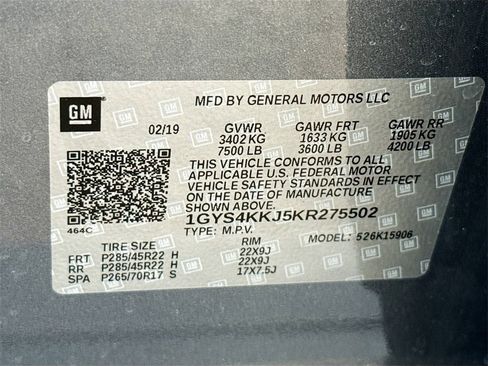 GM
MFD BY GENERAL MOTORS LLC
02/19 GVWR GAWR FRT GAWR RR
3402 KG 1633 KG 1905 KG
7500 LB 3600 LB 4200 LB
THIS VEHICLE CONFORMS TO ALL
APPLICABLE U.S. FEDERAL MOTOR
VEHICLE SAFETY STANDARDS IN
EFFECT ON THE DATE OF MANUFACTURE
SHOWN ABOVE.
1GYS4KKJ5KR275502
464C TYPE: M.P.V. MODEL: 526K15906
TIRE SIZE RIM
FRT P285/45R22 H 22X9J
RR P285/45R22 H 22X9J
SPA P265/70R17 S 17X7.5J